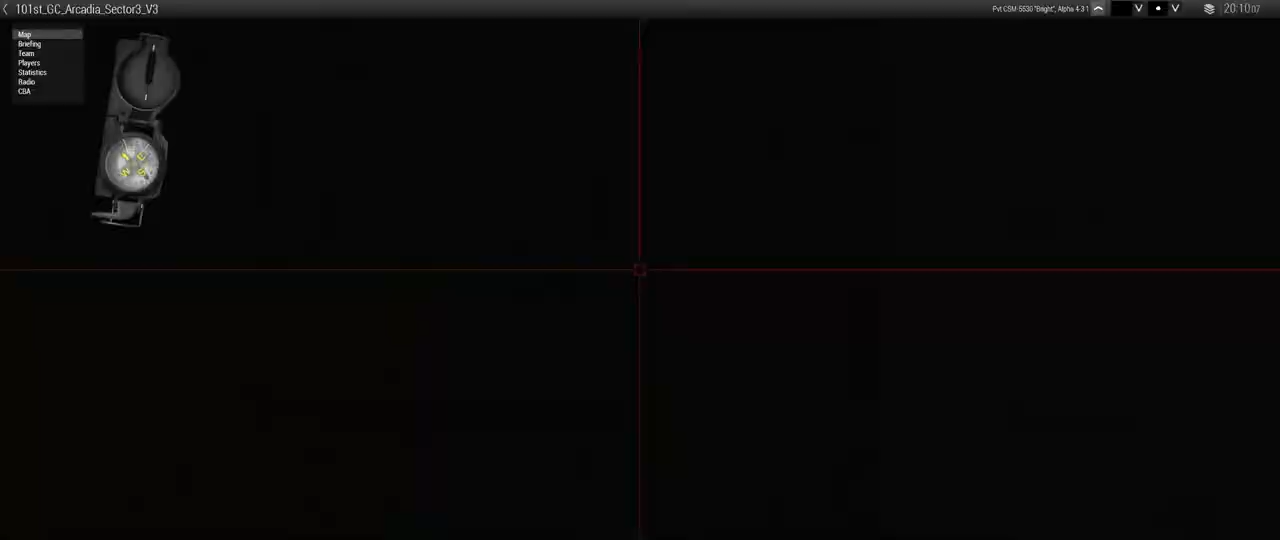 101st_GC_Arcadia_Sector3_V3
Pvt CSM-5530 "Bright", Alpha 4-3:1
20:10:07
Map
Briefing
Team
Players
Statistics
Radio
CBA
N E
W S